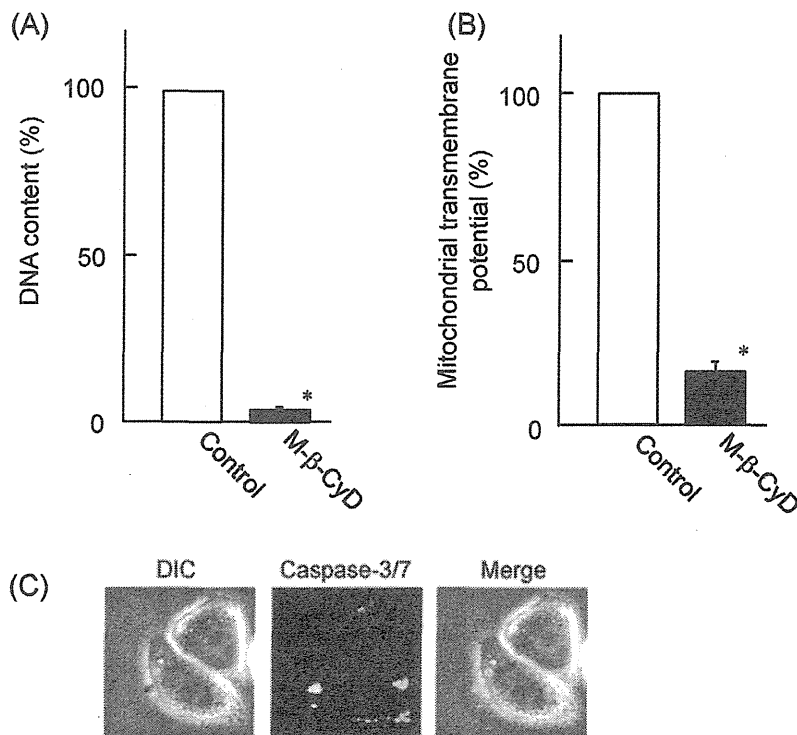 (A)
DNA content (%)
100
50
0
*
Control
M-β-CyD
(B)
Mitochondrial transmembrane
potential (%)
100
50
0
*
Control
M-β-CyD
(C)
DIC
Caspase-3/7
Merge